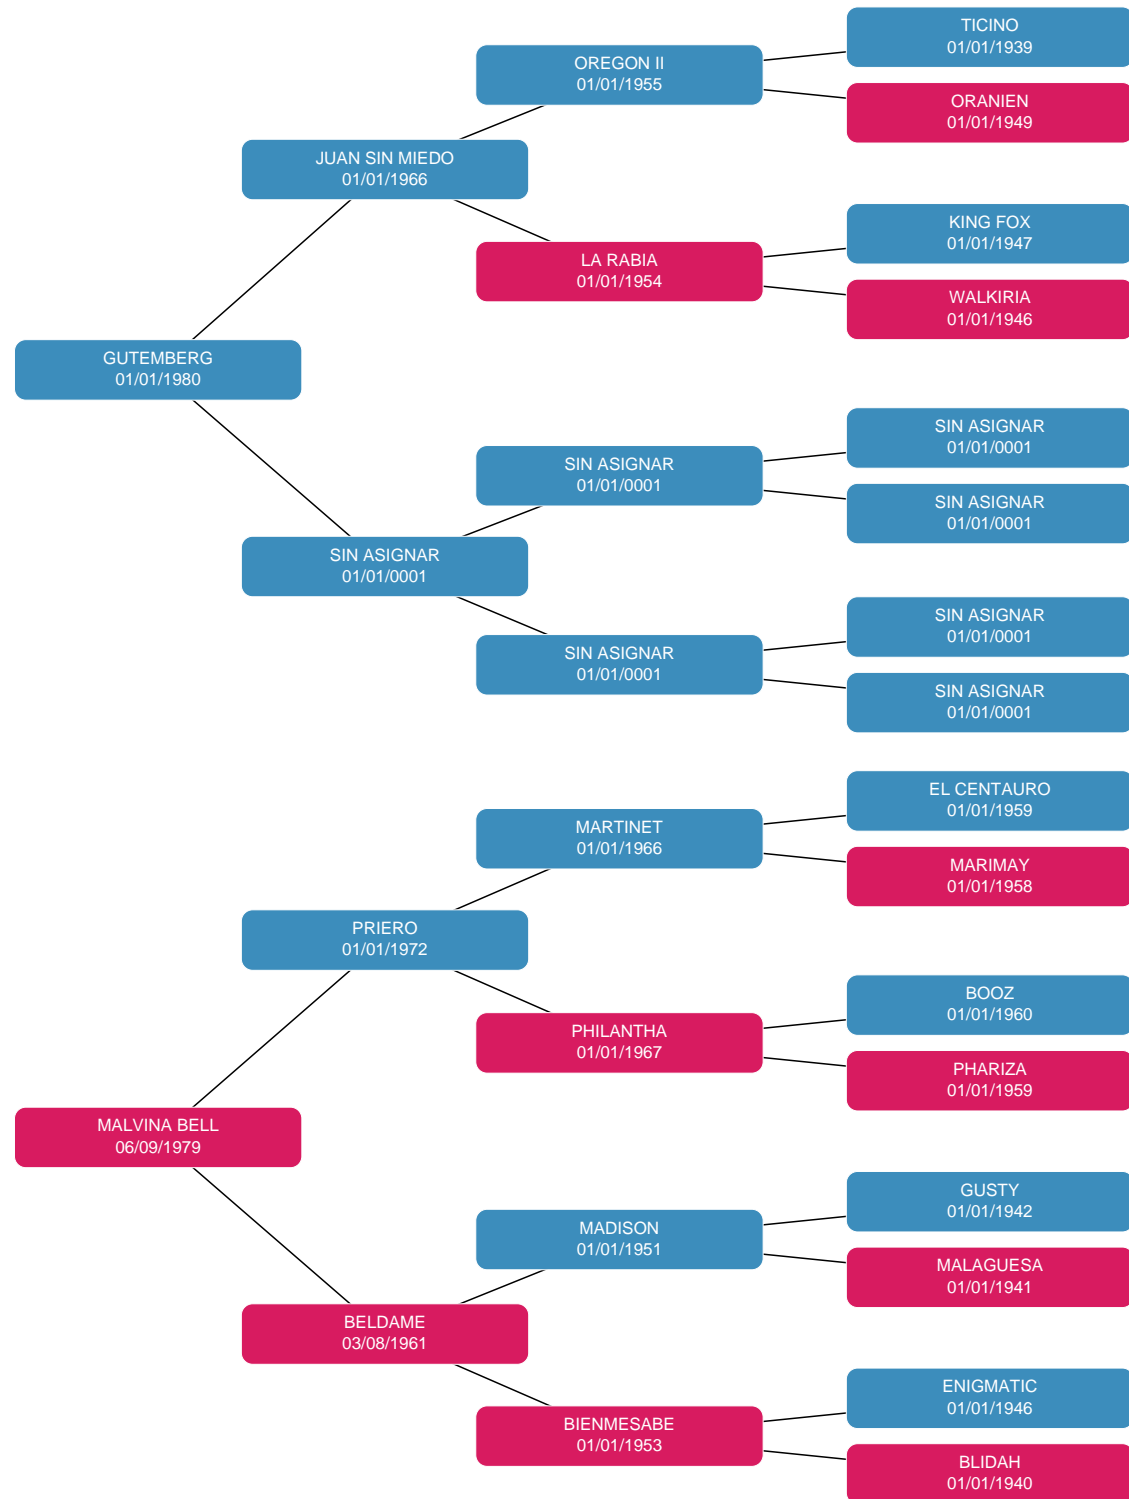 TICINO
01/01/1939
OREGON II
01/01/1955
ORANIEN
01/01/1949
JUAN SIN MIEDO
01/01/1966
KING FOX
01/01/1947
LA RABIA
01/01/1954
WALKIRIA
01/01/1946
GUTEMBERG
01/01/1980
SIN ASIGNAR
01/01/0001
SIN ASIGNAR
01/01/0001
SIN ASIGNAR
01/01/0001
SIN ASIGNAR
01/01/0001
SIN ASIGNAR
01/01/0001
SIN ASIGNAR
01/01/0001
SIN ASIGNAR
01/01/0001
EL CENTAURO
01/01/1959
MARTINET
01/01/1966
MARIMAY
01/01/1958
PRIERO
01/01/1972
BOOZ
01/01/1960
PHILANTHA
01/01/1967
PHARIZA
01/01/1959
MALVINA BELL
06/09/1979
GUSTY
01/01/1942
MADISON
01/01/1951
MALAGUESA
01/01/1941
BELDAME
03/08/1961
ENIGMATIC
01/01/1946
BIENMESABE
01/01/1953
BLIDAH
01/01/1940